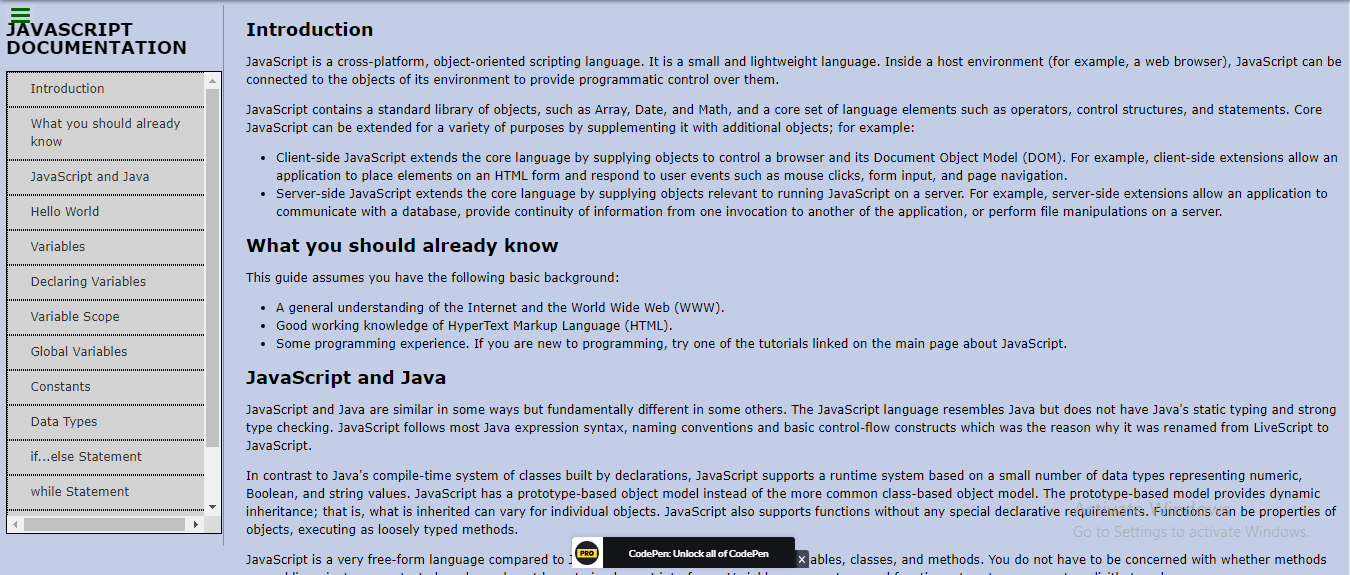 JAVASCRIPT
DOCUMENTATION
Introduction
What you should already
know
JavaScript and Java
Hello World
Variables
Declaring Variables
Variable Scope
Global Variables
Constants
Data Types
if...else Statement
while Statement
Introduction
JavaScript is a cross-platform, object-oriented scripting language. It is a small and lightweight language. Inside a host environment (for example, a web browser), JavaScript can be
connected to the objects of its environment to provide programmatic control over them.
JavaScript contains a standard library of objects, such as Array, Date, and Math, and a core set of language elements such as operators, control structures, and statements. Core
JavaScript can be extended for a variety of purposes by supplementing it with additional objects; for example:
• Client-side JavaScript extends the core language by supplying objects to control a browser and its Document Object Model (DOM). For example, client-side extensions allow an
application to place elements on an HTML form and respond to user events such as mouse clicks, form input, and page navigation.
• Server-side JavaScript extends the core language by supplying objects relevant to running JavaScript on a server. For example, server-side extensions allow an application to
communicate with a database, provide continuity of information from one invocation to another of the application, or perform file manipulations on a server.
What you should already know
This guide assumes you have the following basic background:
• A general understanding of the Internet and the World Wide Web (WWW).
• Good working knowledge of HyperText Markup Language (HTML).
• Some programming experience. If you are new to programming, try one of the tutorials linked on the main page about JavaScript.
JavaScript and Java
JavaScript and Java are similar in some ways but fundamentally different in some others. The JavaScript language resembles Java but does not have Java's static typing and strong
type checking. JavaScript follows most Java expression syntax, naming conventions and basic control-flow constructs which was the reason why it was renamed from LiveScript to
JavaScript.
In contrast to Java's compile-time system of classes built by declarations, JavaScript supports a runtime system based on a small number of data types representing numeric,
Boolean, and string values. JavaScript has a prototype-based object model instead of the more common class-based object model. The prototype-based model provides dynamic
inheritance; that is, what is inherited can vary for individual objects. JavaScript also supports functions without any special declarative requirements. Functions can be properties of
objects, executing as loosely typed methods.
JavaScript is a very free-form language compared to classes, and methods. You do not have to be concerned with whether methods
Activate Windows
Go to Settings to activate Windows.
PRO
CodePen: Unlock all of CodePen
x